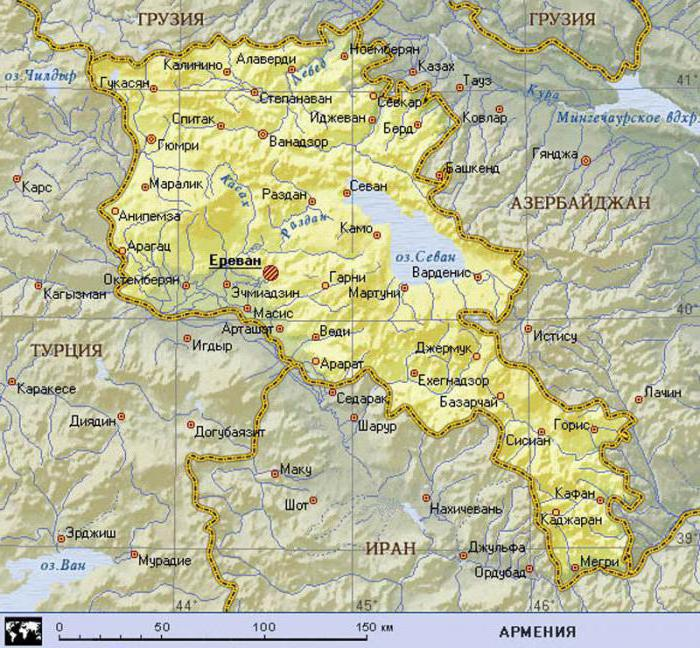 ГРУЗИЯ
ГРУЗИЯ
Ноемберян
Алаверди
Калинино
Лебед
Казах
оз.Чилдыр
Гукасян
Тауз
41°
Степанаван
Севкар
Кура
Спитак
Иджеван
Берд
Ковлар
Мингечаурское вдхр.
Гюмри
Ванадзор
Гянджа
Башкенд
Карс
Маралик
Касах
Раздан
Севан
АЗЕРБАЙДЖАН
Анипемза
Раздан
Камо
Арагац
Ереван
оз.Севан
Октемберян
Гарни
Варденис
Кагызман
Эчмиадзин
Мартуни
Масис
40°
Арташат
Веди
Истису
ТУРЦИЯ
Игдыр
Джермук
Арарат
Каракесе
Ехегнадзор
Лачин
Седарак
Базарчай
Диядин
Догубаязит
Шарур
Горис
Сисиан
Маку
Кафан
Шот
Нахичевань
Каджаран
Эрджиш
39°
Мурадие
ИРАН
Джульфа
оз.Ван
Ордубад
Мегри
44°
45°
46°
0 50 100 150 км
АРМЕНИЯ